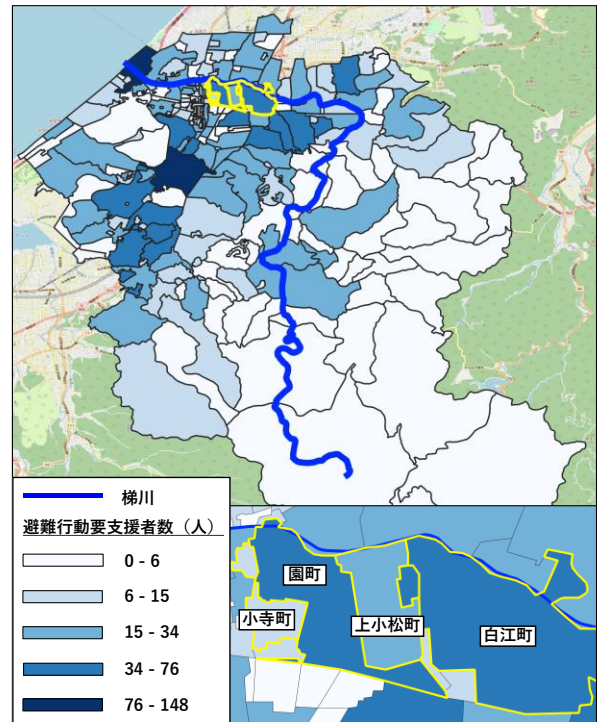 梯川
避難行動要支援者数（人）
0 - 6
6 - 15
15 - 34
34 - 76
76 - 148
園町
小寺町
上小松町
白江町